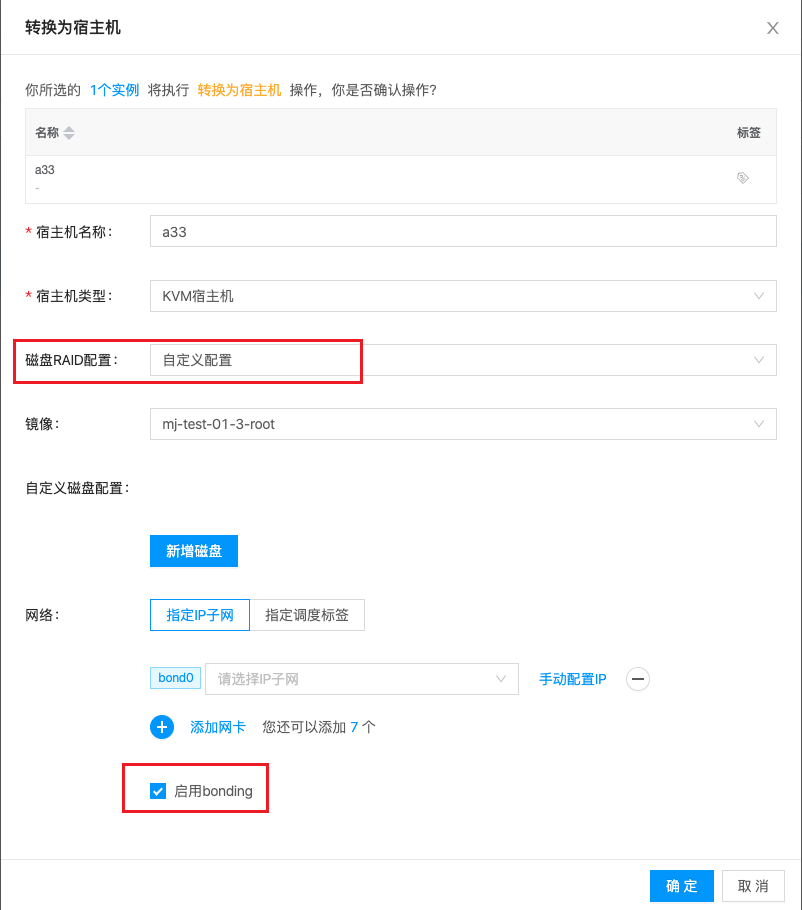 转换为宿主机
你所选的 1个实例 将执行 转换为宿主机 操作，你是否确认操作？
名称 标签
a33
-
* 宿主机名称： a33
* 宿主机类型： KVM宿主机
磁盘RAID配置： 自定义配置
镜像： mj-test-01-3-root
自定义磁盘配置：
新增磁盘
网络： 指定IP子网 指定调度标签
bond0 请选择IP子网 手动配置IP
添加网卡 您还可以添加 7 个
启用bonding
确 定 取 消